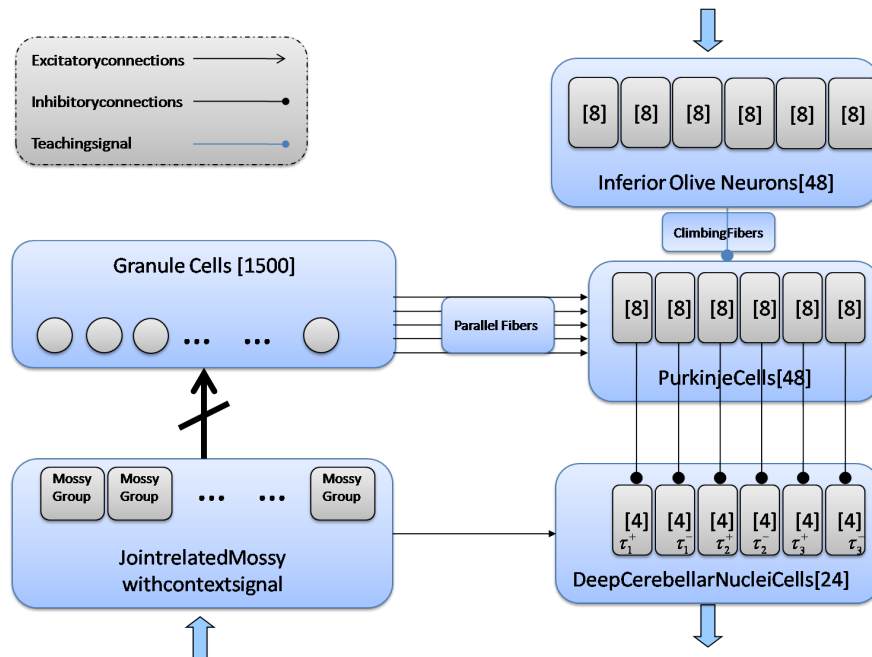 Excitatoryconnections
Inhibitoryconnections
Teachingsignal
[8] [8] [8] [8] [8] [8]
Inferior Olive Neurons[48]
ClimbingFibers
Granule Cells [1500]
... ...
Parallel Fibers
[8] [8] [8] [8] [8] [8]
PurkinjeCells[48]
Mossy Group
Mossy Group
... ...
Mossy Group
JointrelatedMossy
withcontextsignal
[4] [4] [4] [4] [4] [4]
τ₁⁺ τ₁⁻ τ₂⁺ τ₂⁻ τ₃⁺ τ₃⁻
DeepCerebellarNucleiCells[24]